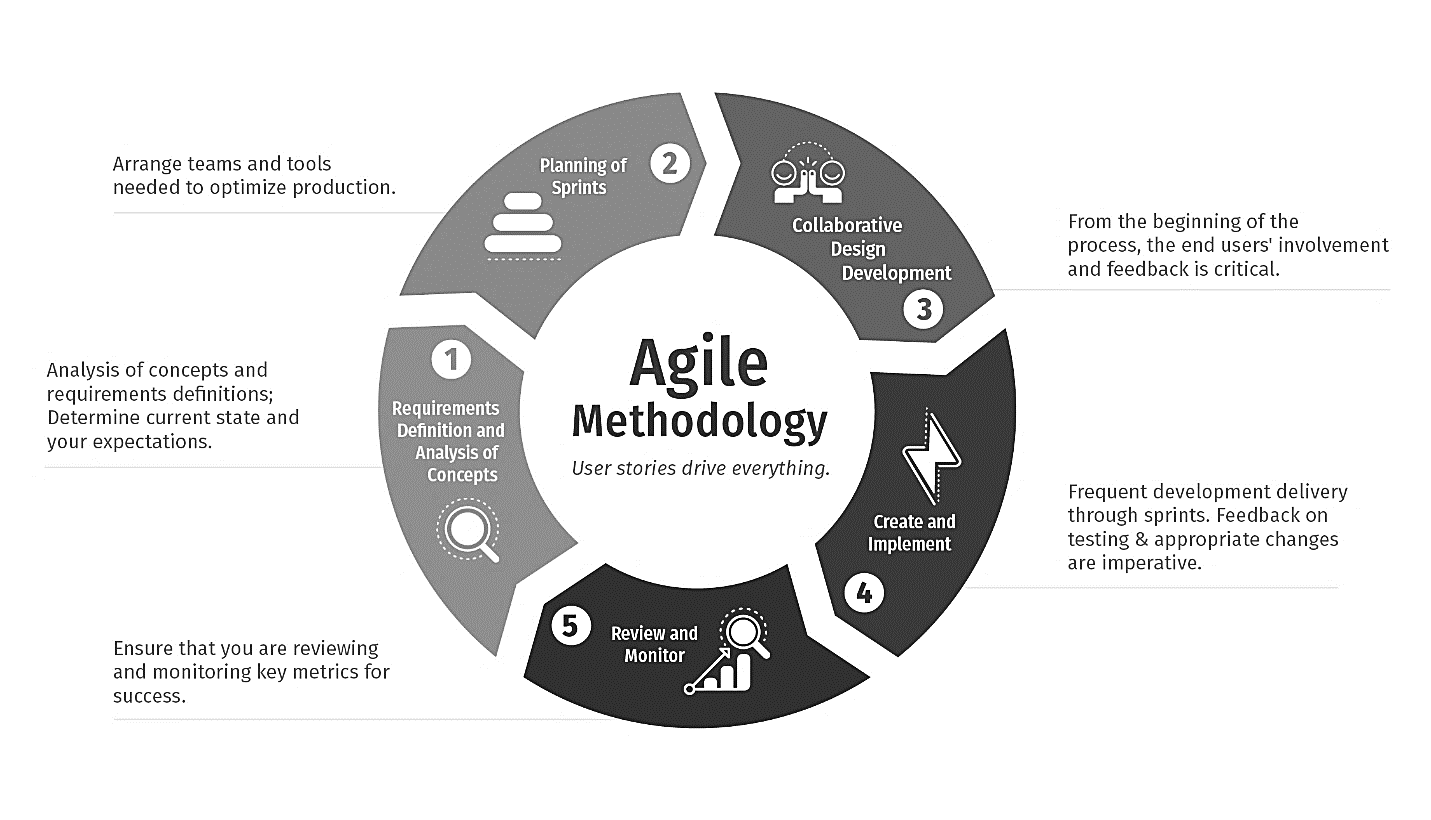 Agile
Methodology
User stories drive everything.
1
Requirements
Definition and
Analysis of
Concepts
Analysis of concepts and
requirements definitions;
Determine current state and
your expectations.
2
Planning of
Sprints
Arrange teams and tools
needed to optimize production.
Collaborative
Design
Development
3
From the beginning of the
process, the end users' involvement
and feedback is critical.
Create and
Implement
4
Frequent development delivery
through sprints. Feedback on
testing & appropriate changes
are imperative.
5
Review and
Monitor
Ensure that you are reviewing
and monitoring key metrics for
success.